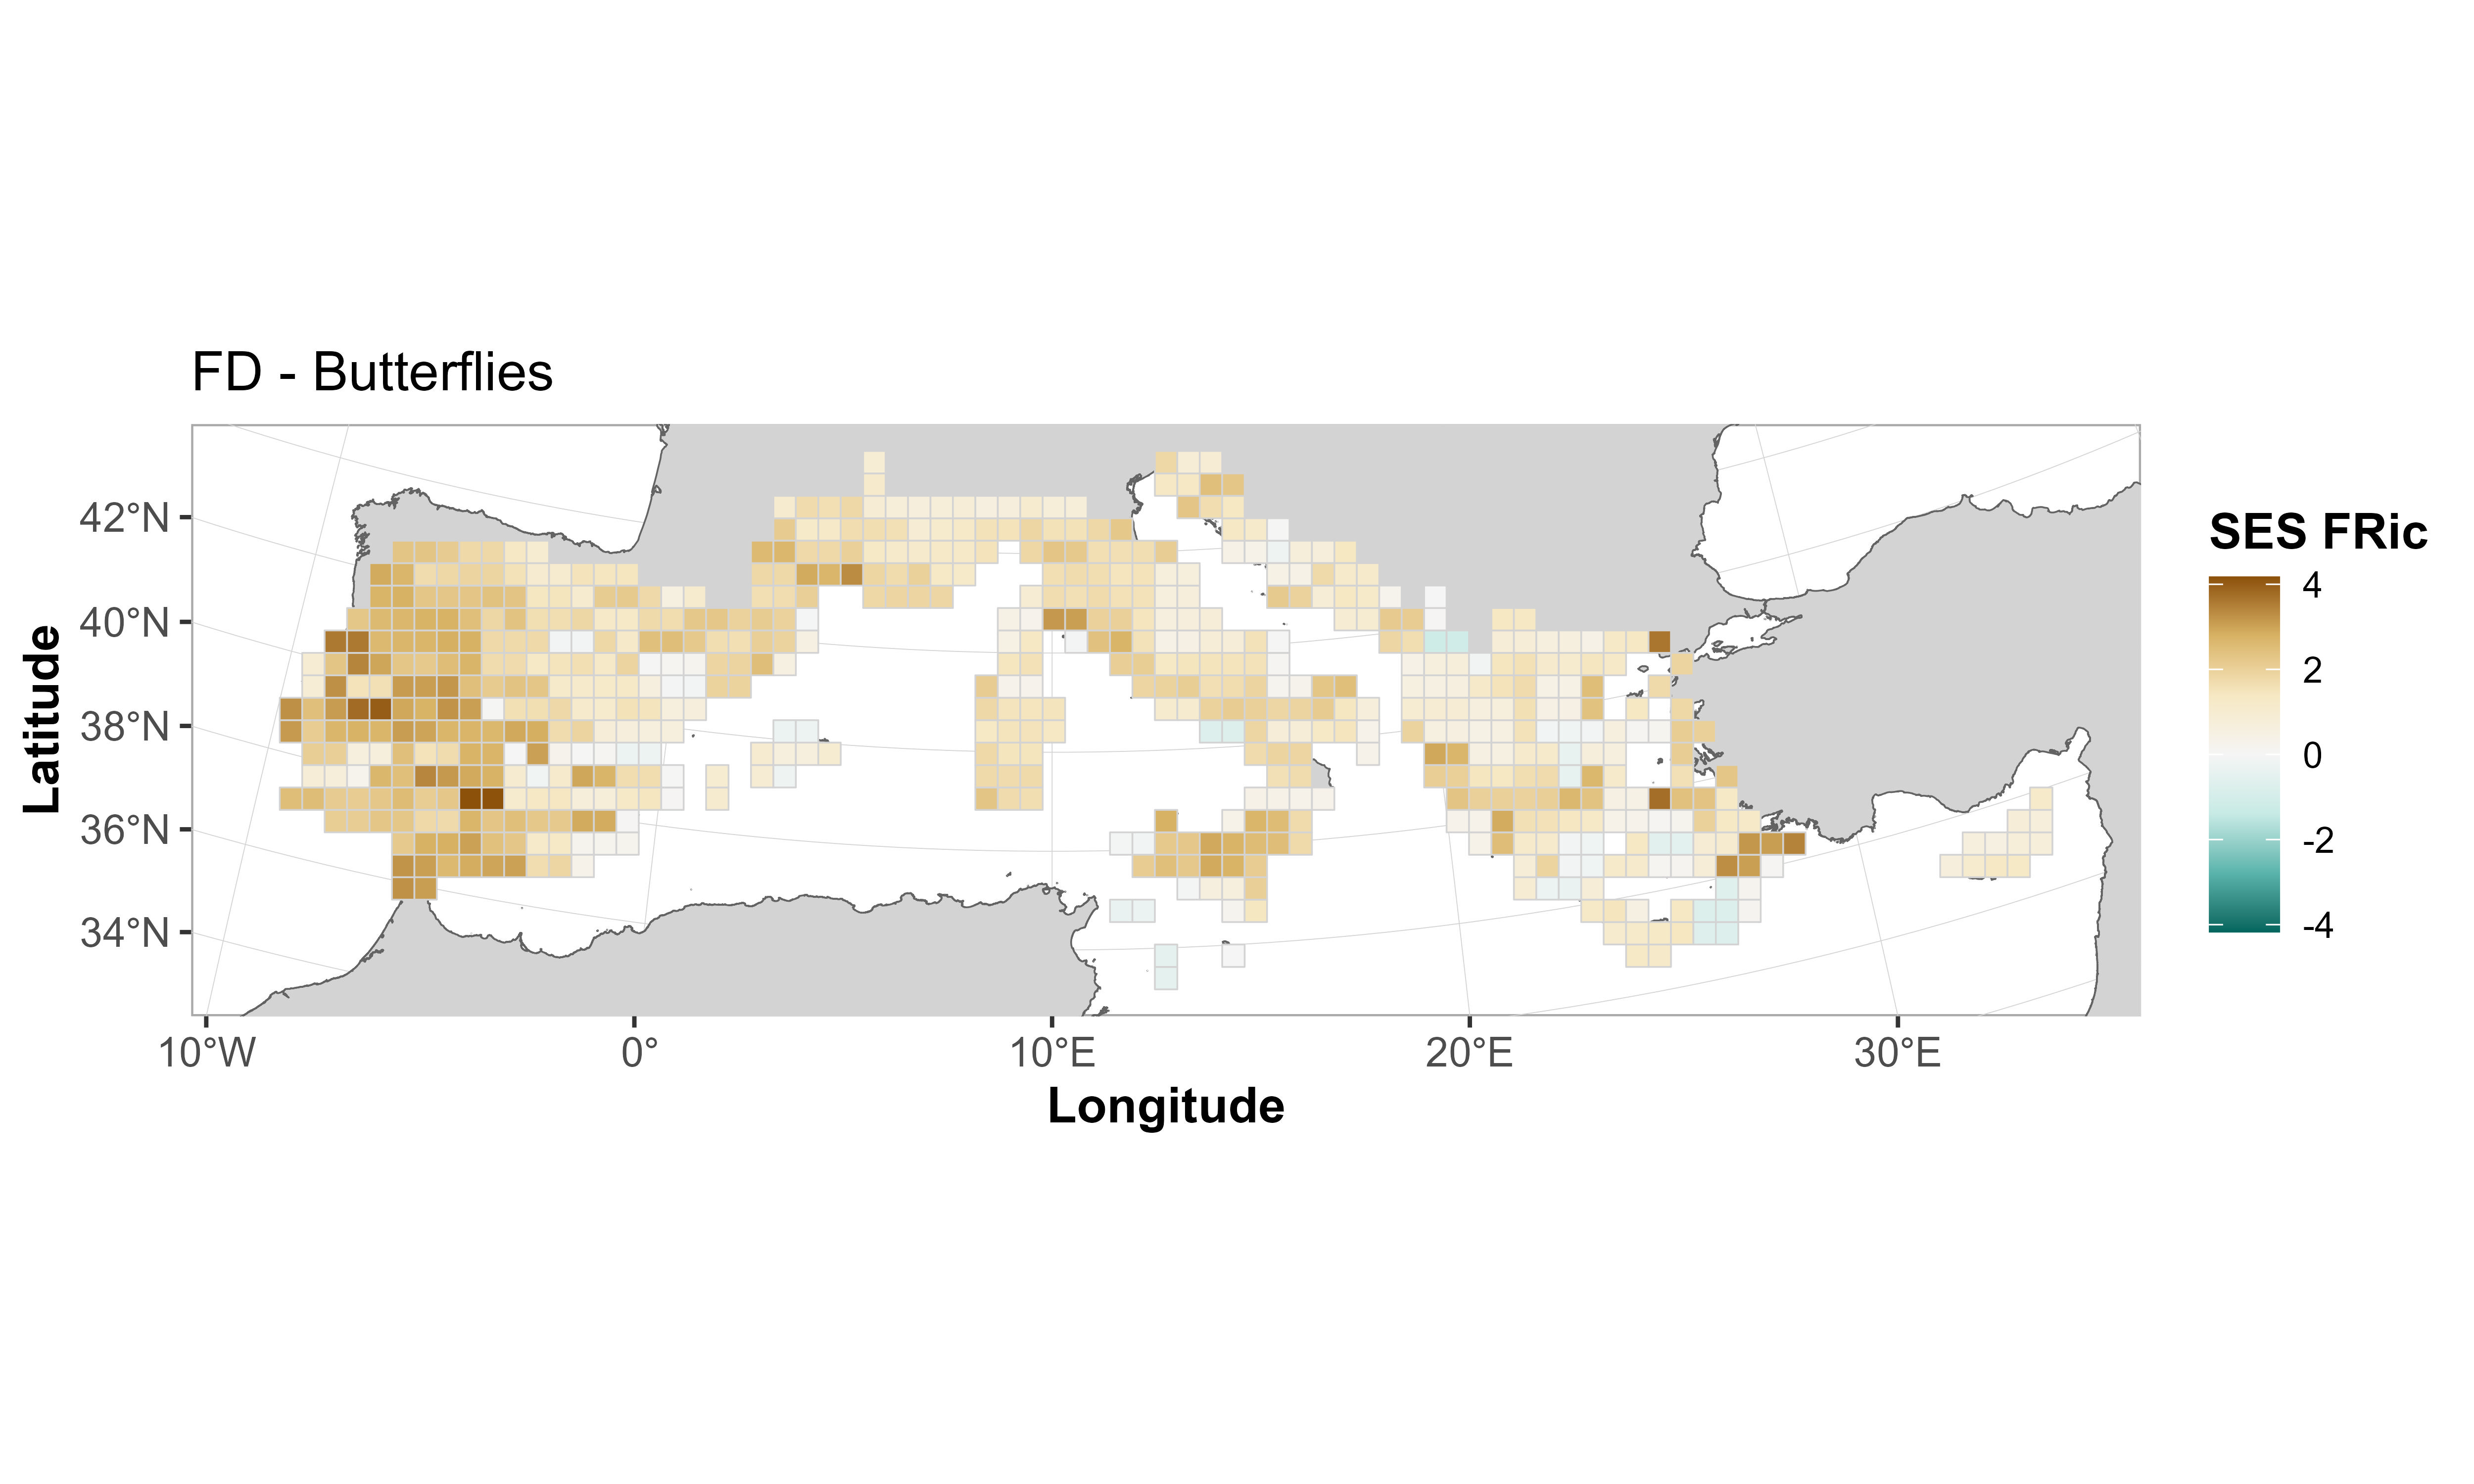 FD - Butterflies
42°N
40°N
38°N
36°N
34°N
Latitude
10°W
0°
10°E
20°E
30°E
Longitude
SES FRic
4
2
0
-2
-4